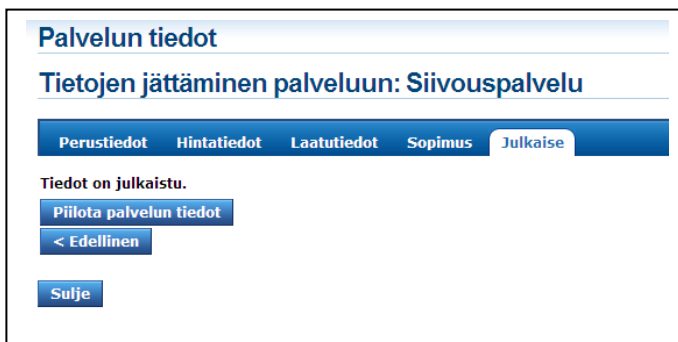 Palvelun tiedot
Tietojen jättäminen palveluun: Siivouspalvelu
Perustiedot Hintatiedot Laatutiedot Sopimus Julkaise
Tiedot on julkaistu.
Piilota palvelun tiedot
< Edellinen
Sulje